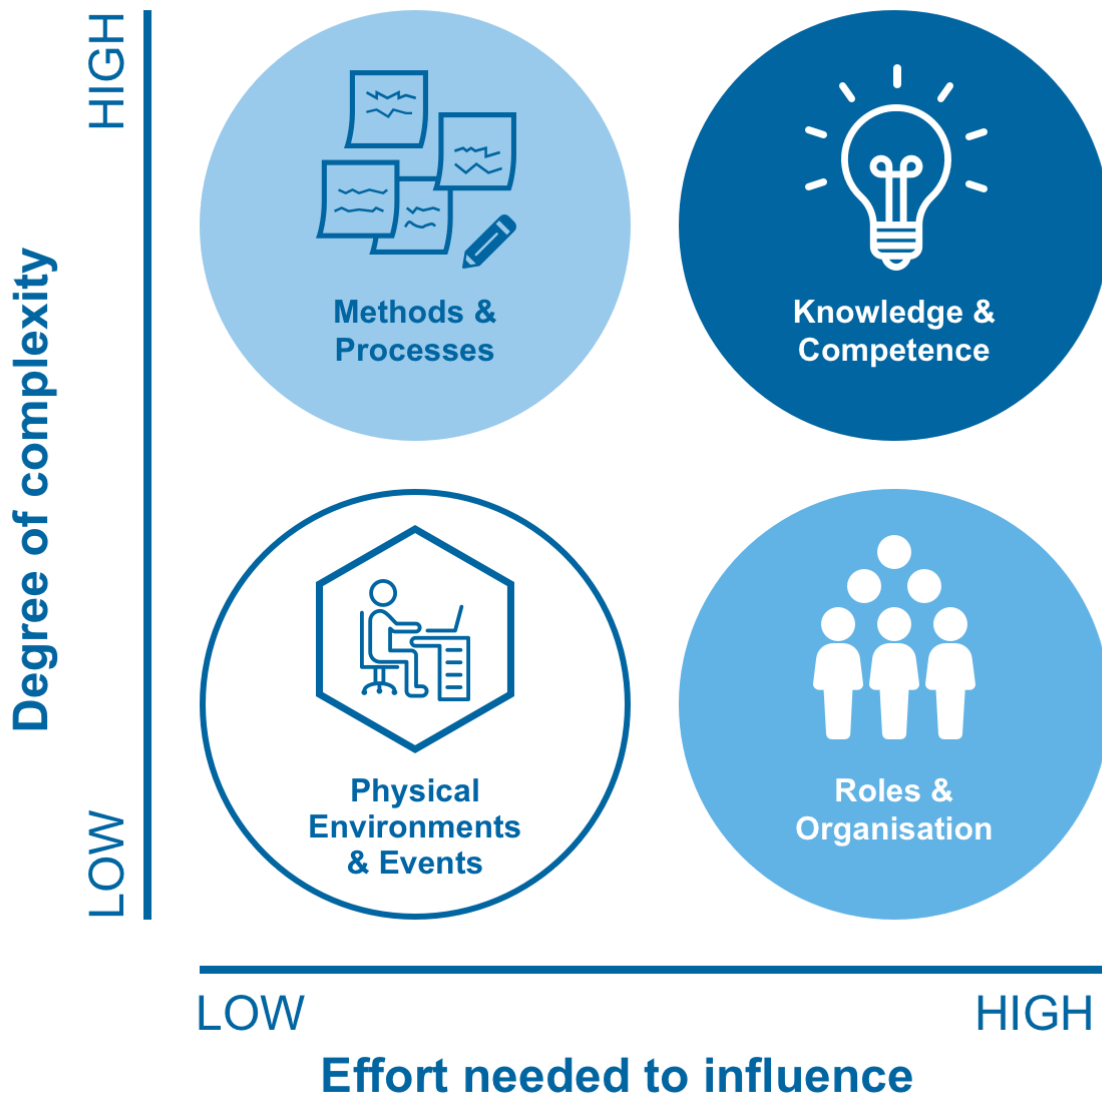 HIGH
Degree of complexity
LOW
Methods &
Processes
Knowledge &
Competence
Physical
Environments
& Events
Roles &
Organisation
LOW
HIGH
Effort needed to influence